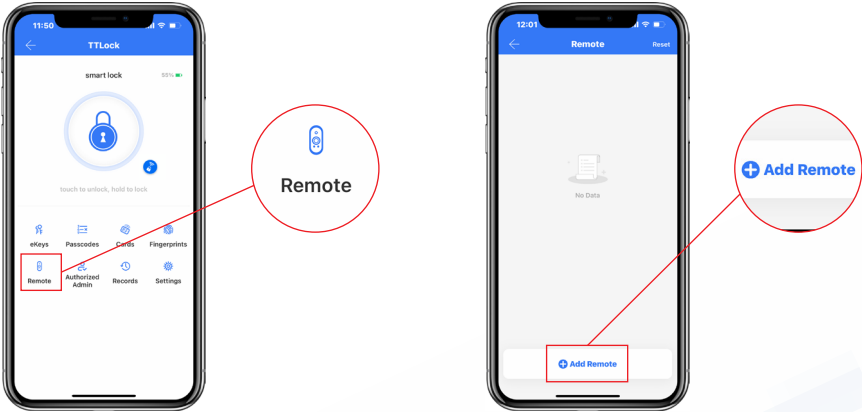 11:50
TTLock
smart lock
55%
touch to unlock, hold to lock
eKeys
Passcodes
Cards
Fingerprints
Remote
Authorized
Admin
Records
Settings
Remote
12:01
Remote
Reset
No Data
Add Remote
Add Remote